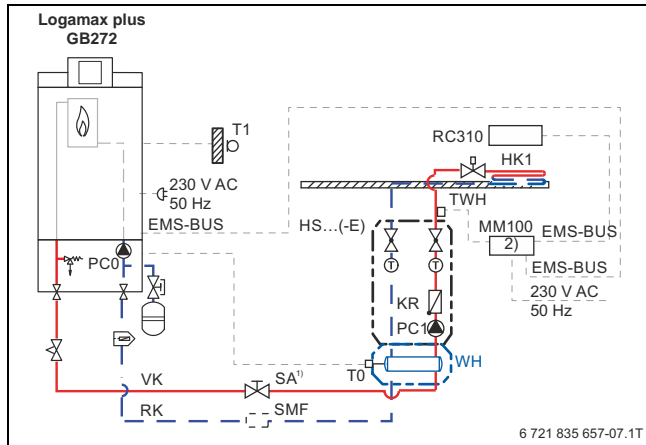 Logamax plus
GB272
T1
RC310
HK1
230 V AC
50 Hz
TWH
EMS-BUS
HS...(-E)
MM100
2)
EMS-BUS
EMS-BUS
PC0
230 V AC
50 Hz
T
T
KR
PC1
WH
T0
VK
SA¹⁾
RK
SMF
6 721 835 657-07.1T